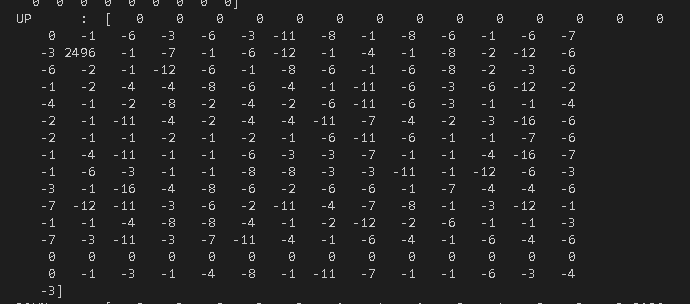 0 0 0 0 0 0 0 0 0]
UP : [ 0 0 0 0 0 0 0 0 0 0 0 0 0
0 -1 -6 -3 -6 -3 -11 -8 -1 -8 -6 -1 -6 -7
-3 2496 -1 -7 -1 -6 -12 -1 -4 -1 -8 -2 -12 -6
-6 -2 -1 -12 -6 -1 -8 -6 -1 -6 -8 -2 -3 -6
-1 -2 -4 -4 -8 -6 -4 -1 -11 -6 -3 -6 -12 -2
-4 -1 -2 -8 -2 -4 -2 -6 -11 -6 -3 -1 -1 -4
-2 -1 -11 -4 -2 -4 -4 -11 -7 -4 -2 -3 -16 -6
-2 -1 -1 -2 -1 -2 -1 -6 -11 -6 -1 -1 -7 -6
-1 -4 -11 -1 -1 -6 -3 -3 -7 -1 -1 -4 -16 -7
-1 -6 -3 -1 -1 -8 -8 -3 -3 -11 -1 -12 -6 -3
-3 -1 -16 -4 -8 -6 -2 -6 -6 -1 -7 -4 -4 -6
-7 -12 -11 -3 -6 -2 -11 -4 -7 -8 -1 -3 -12 -1
-1 -1 -4 -8 -8 -4 -1 -2 -12 -2 -6 -1 -1 -3
-7 -3 -11 -3 -7 -11 -4 -1 -6 -4 -1 -6 -4 -6
0 0 0 0 0 0 0 0 0 0 0 0 0 0
0 -1 -3 -1 -4 -8 -1 -11 -7 -1 -1 -6 -3 -4
-3]